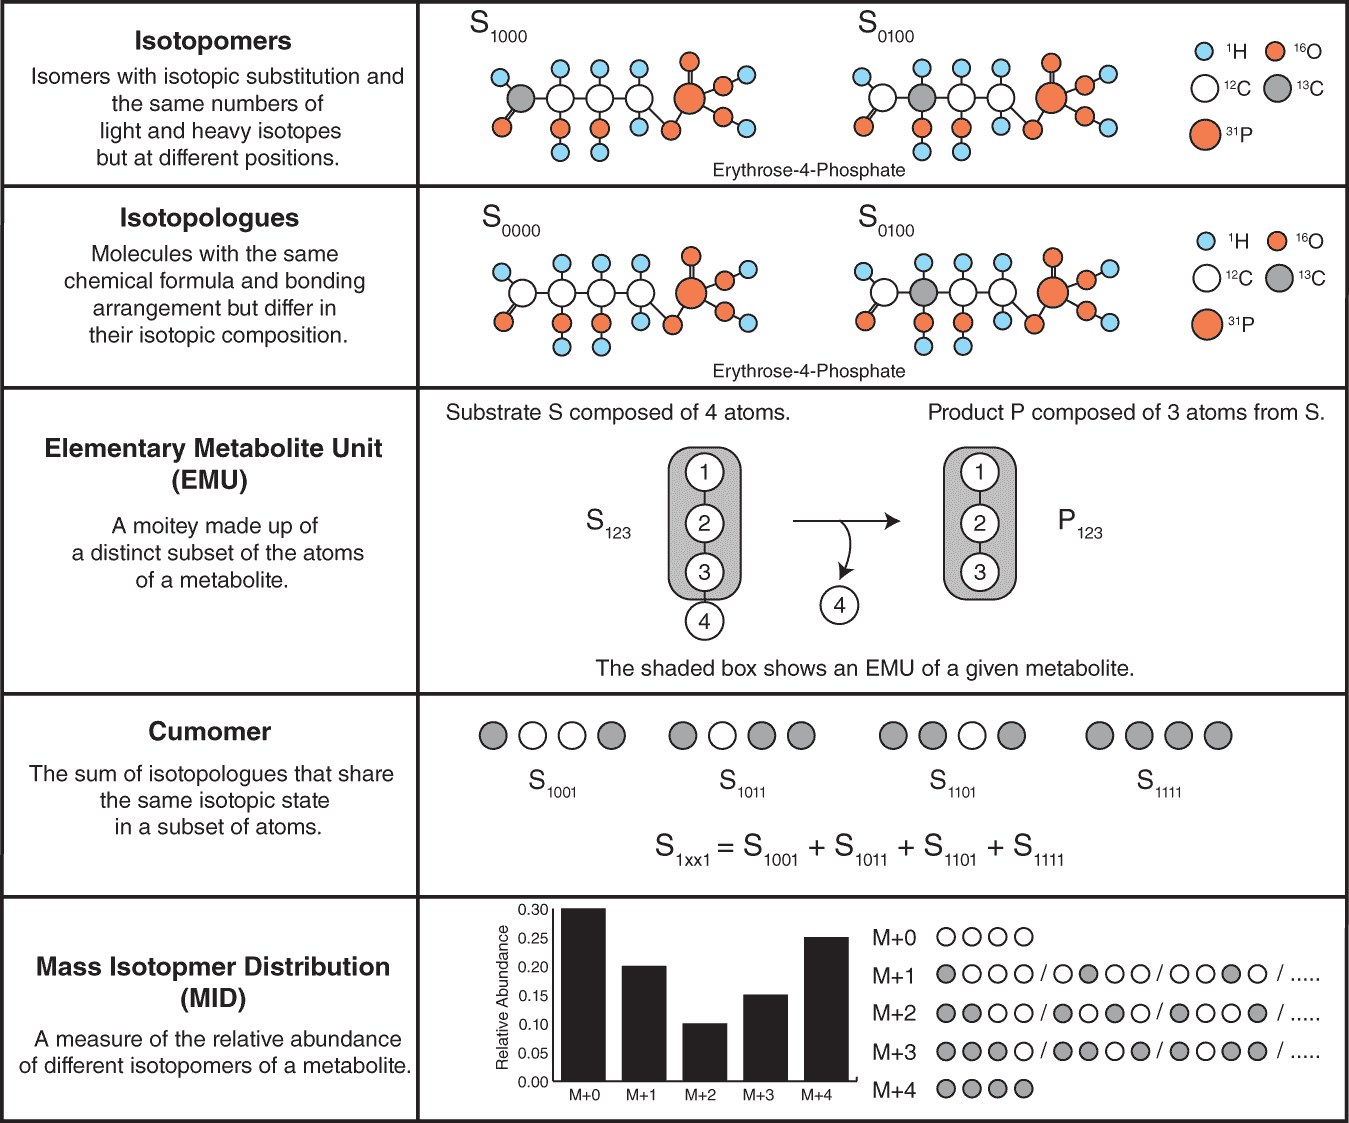 Isotopomers
Isomers with isotopic substitution and
the same numbers of
light and heavy isotopes
but at different positions.
S1000
S0100
1H
16O
12C
13C
31P
Erythrose-4-Phosphate
Isotopologues
Molecules with the same
chemical formula and bonding
arrangement but differ in
their isotopic composition.
S0000
S0100
1H
16O
12C
13C
31P
Erythrose-4-Phosphate
Elementary Metabolite Unit
(EMU)
A moitey made up of
a distinct subset of the atoms
of a metabolite.
Substrate S composed of 4 atoms.
Product P composed of 3 atoms from S.
S123
1
2
3
4
4
1
2
3
P123
The shaded box shows an EMU of a given metabolite.
Cumomer
The sum of isotopologues that share
the same isotopic state
in a subset of atoms.
S1001
S1011
S1101
S1111
S1xx1 = S1001 + S1011 + S1101 + S1111
Mass Isotopmer Distribution
(MID)
A measure of the relative abundance
of different isotopomers of a metabolite.
Relative Abundance
0.30
0.25
0.20
0.15
0.10
0.05
0.00
M+0 M+1 M+2 M+3 M+4
M+0
M+1 / / / .....
M+2 / / / .....
M+3 / / / .....
M+4